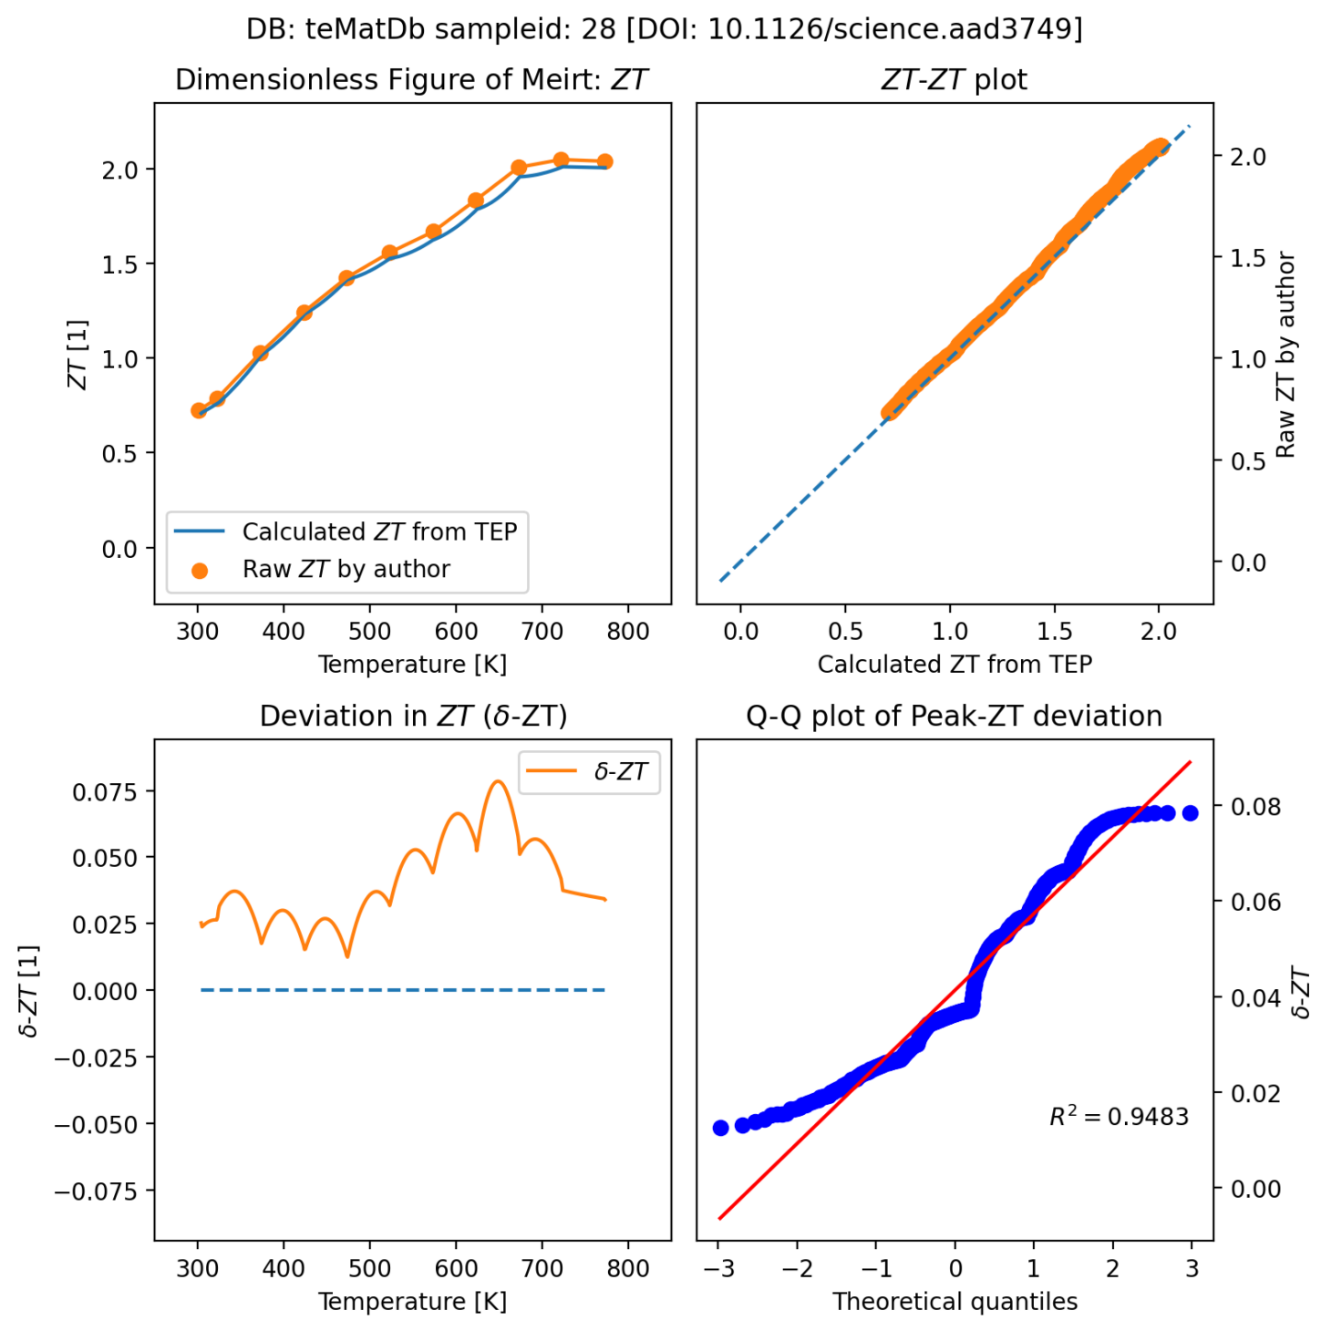 DB: teMatDb sampleid: 28 [DOI: 10.1126/science.aad3749]
Dimensionless Figure of Meirt: ZT
2.0
1.5
1.0
0.5
0.0
ZT [1]
Calculated ZT from TEP
Raw ZT by author
300 400 500 600 700 800
Temperature [K]
ZT-ZT plot
2.0
1.5
1.0
0.5
0.0
Raw ZT by author
0.0 0.5 1.0 1.5 2.0
Calculated ZT from TEP
Deviation in ZT (δ-ZT)
δ-ZT
0.075
0.050
0.025
0.000
−0.025
−0.050
−0.075
δ-ZT [1]
300 400 500 600 700 800
Temperature [K]
Q-Q plot of Peak-ZT deviation
0.08
0.06
0.04
0.02
0.00
δ-ZT
R² = 0.9483
−3 −2 −1 0 1 2 3
Theoretical quantiles